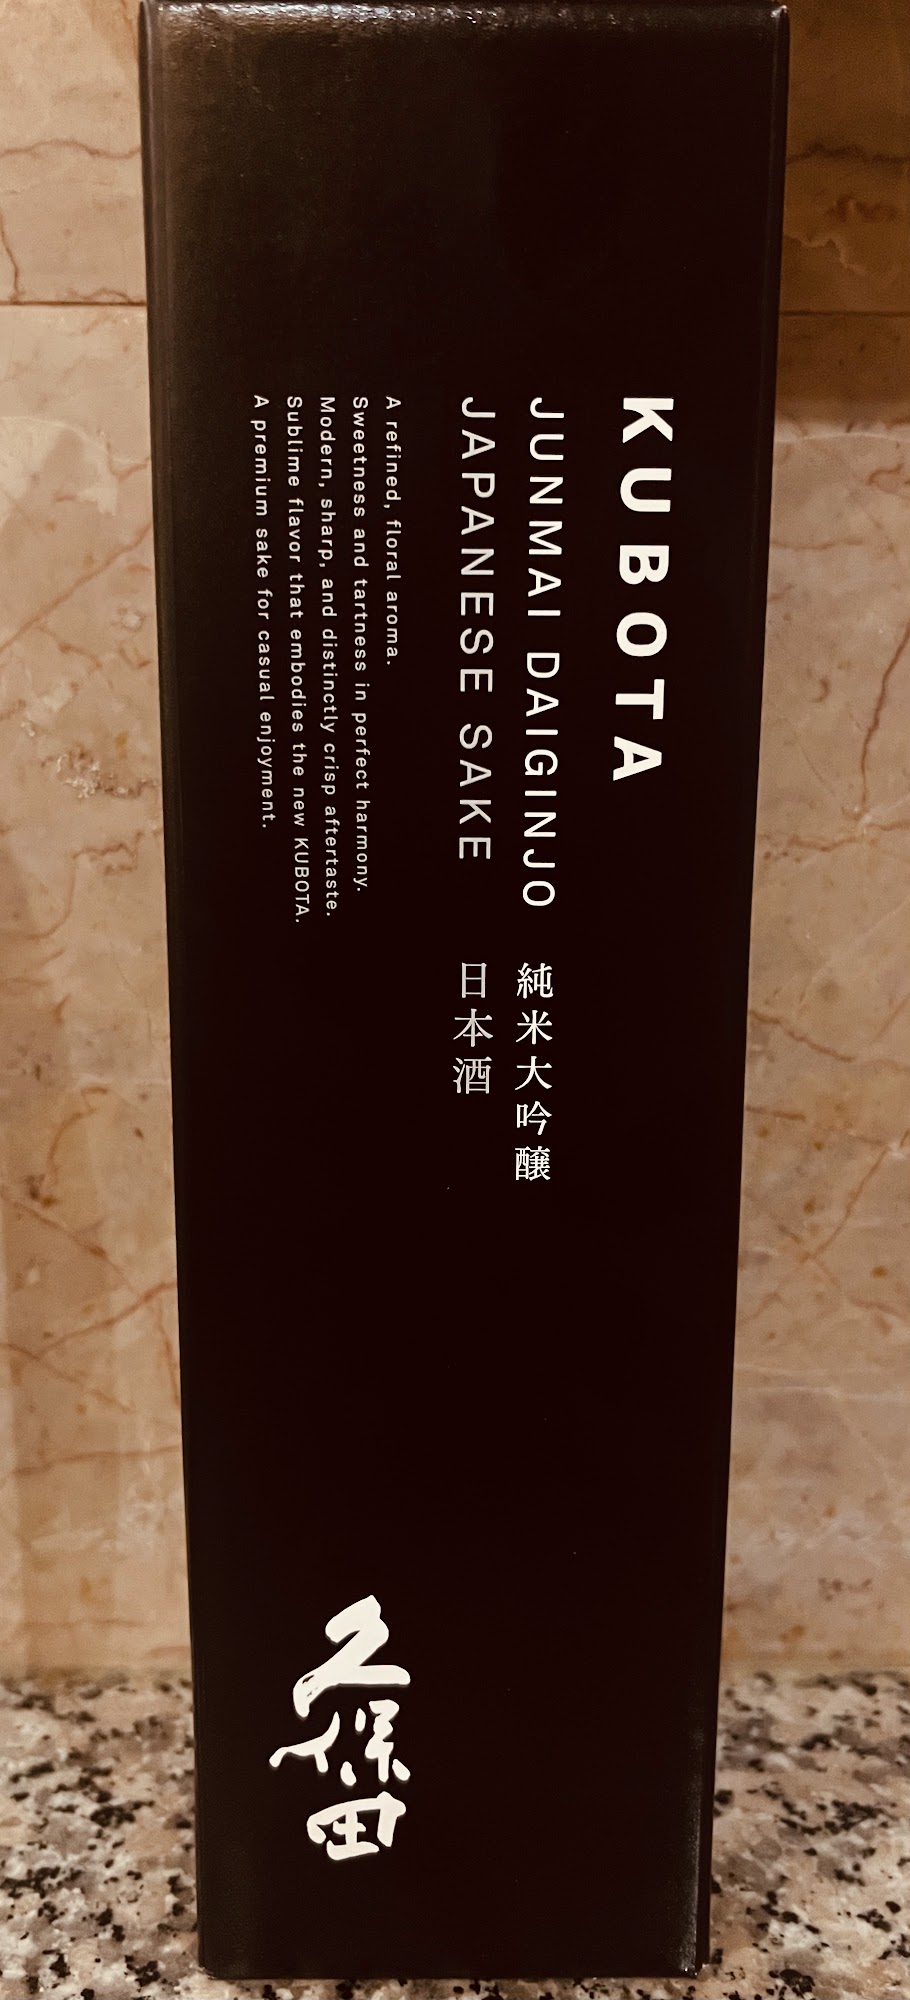 KUBOTA
JUNMAI DAIGINJO 純米大吟醸
JAPANESE SAKE 日本酒
A refined, floral aroma.
Sweetness and tartness in perfect harmony.
Modern, sharp, and distinctly crisp aftertaste.
Sublime flavor that embodies the new KUBOTA.
A premium sake for casual enjoyment.
久保田